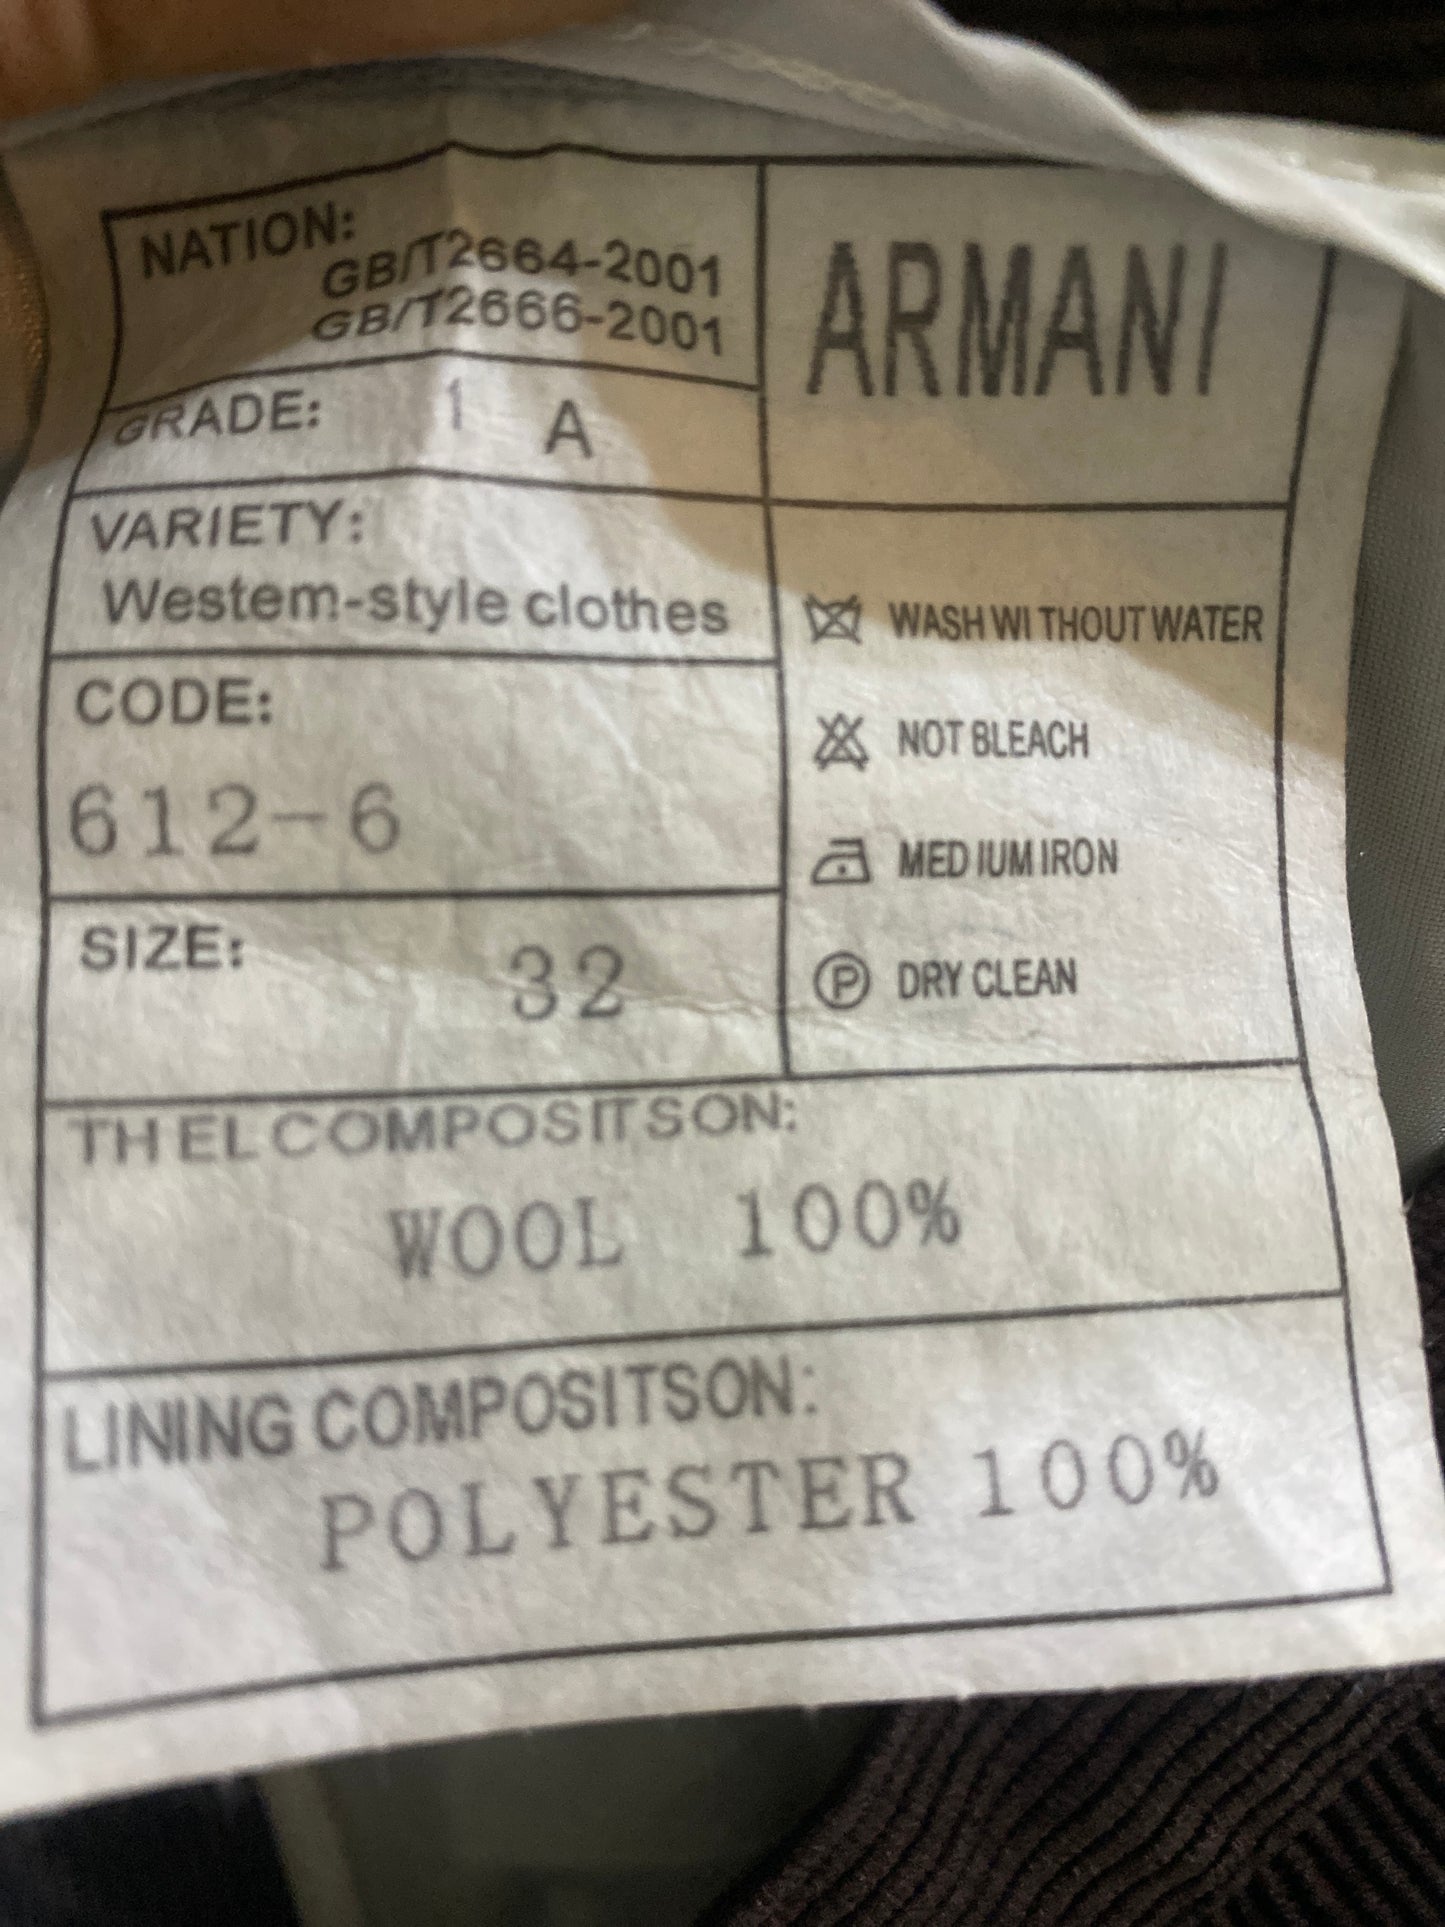 NATION:
GB/T2664-2001
GB/T2666-2001
GRADE: 1 A
VARIETY:
Westem-style clothes
CODE:
612-6
SIZE: 32
ARMANI
WASH WI THOUT WATER
NOT BLEACH
MED IUM IRON
P DRY CLEAN
TH EL COMPOSITSON:
WOOL 100%
LINING COMPOSITSON:
POLYESTER 100%